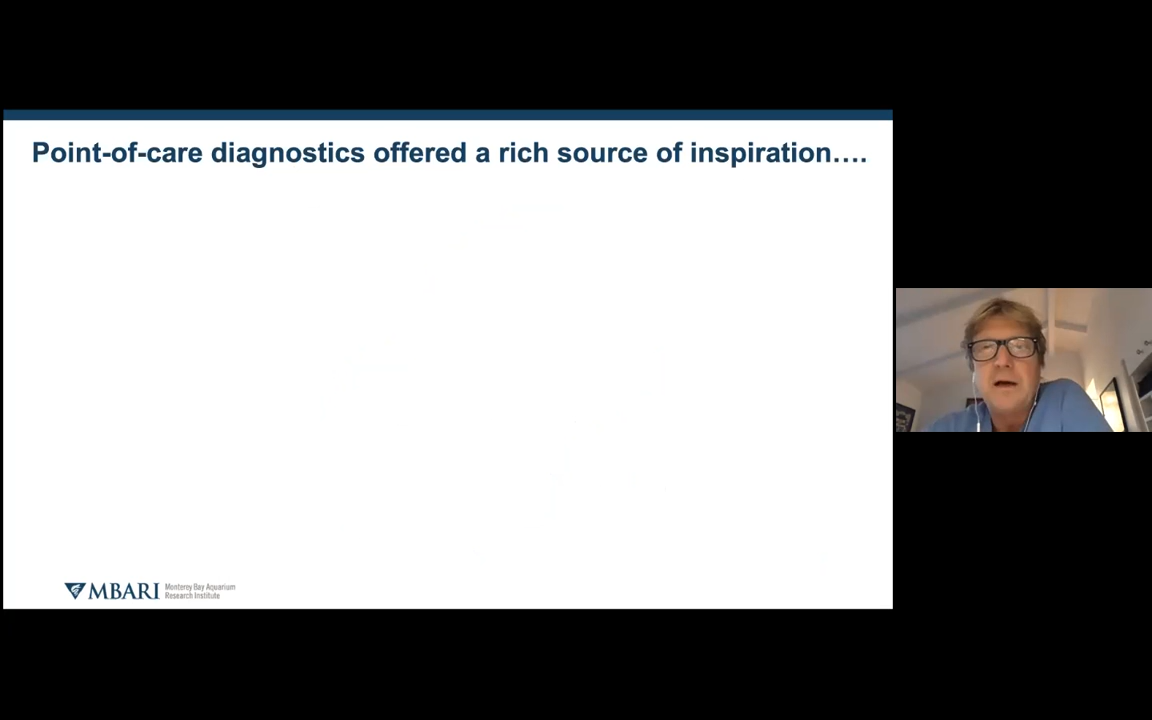 Point-of-care diagnostics offered a rich source of inspiration….
MBARI
Monterey Bay Aquarium
Research Institute